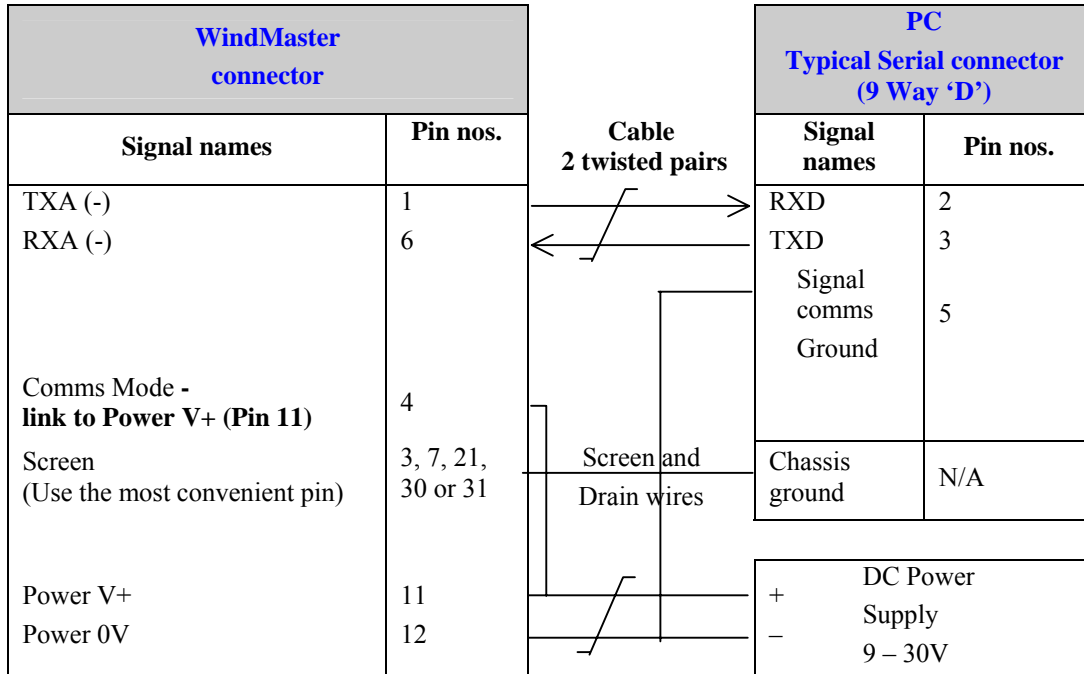 WindMaster
connector
PC
Typical Serial connector
(9 Way ‘D’)
Signal names
Pin nos.
Cable
2 twisted pairs
Signal
names
Pin nos.
TXA (-)
1
RXD
2
RXA (-)
6
TXD
3
Signal
comms
Ground
5
Comms Mode -
link to Power V+ (Pin 11)
4
Screen
(Use the most convenient pin)
3, 7, 21,
30 or 31
Screen and
Drain wires
Chassis
ground
N/A
Power V+
11
+
Power 0V
12
–
DC Power
Supply
9 – 30V